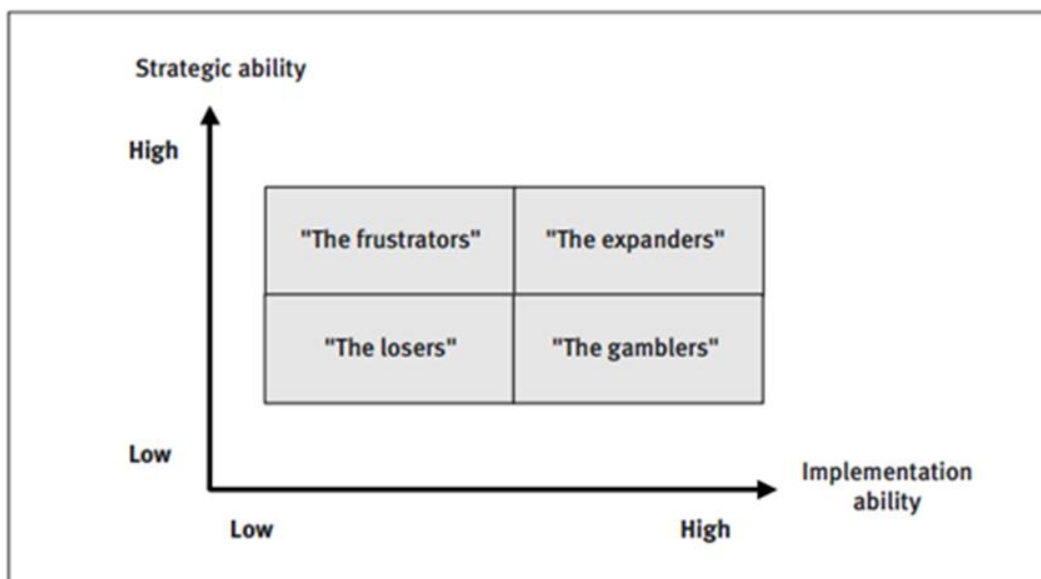 Strategic ability
High
"The frustrators" "The expanders"
"The losers" "The gamblers"
Low
Implementation
ability
Low High